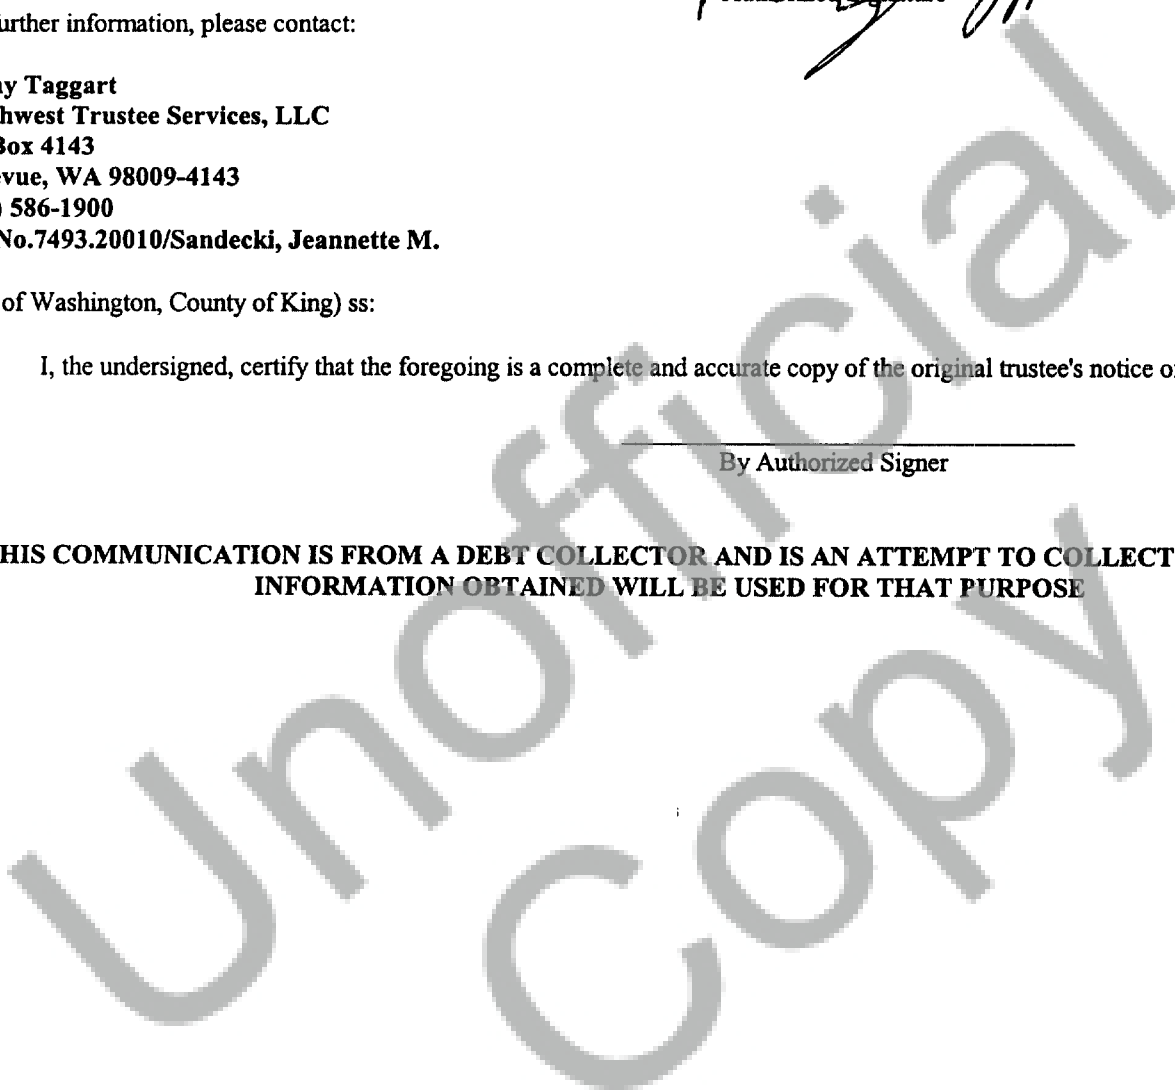 urther information, please contact:
y Taggart
hwest Trustee Services, LLC
Box 4143
vue, WA 98009-4143
) 586-1900
No.7493.20010/Sandecki, Jeannette M.
of Washington, County of King) ss:
I, the undersigned, certify that the foregoing is a complete and accurate copy of the original trustee's notice o
By Authorized Signer
HIS COMMUNICATION IS FROM A DEBT COLLECTOR AND IS AN ATTEMPT TO COLLECT
INFORMATION OBTAINED WILL BE USED FOR THAT PURPOSE
Unofficial
Copy